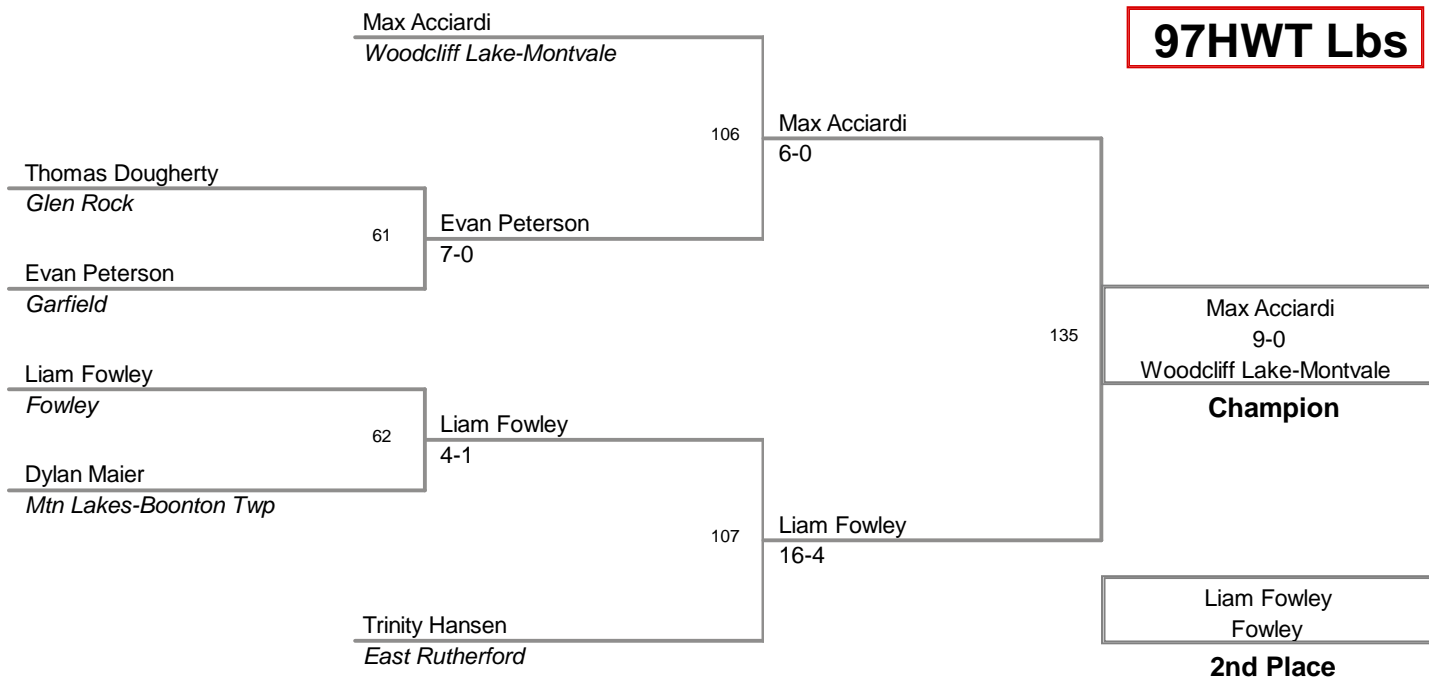 Max Acciardi
Woodcliff Lake-Montvale
97HWT Lbs
106
Max Acciardi
6-0
Thomas Dougherty
Glen Rock
61
Evan Peterson
7-0
Evan Peterson
Garfield
135
Max Acciardi
9-0
Woodcliff Lake-Montvale
Champion
Liam Fowley
Fowley
62
Liam Fowley
4-1
Dylan Maier
Mtn Lakes-Boonton Twp
107
Liam Fowley
16-4
Trinity Hansen
East Rutherford
Liam Fowley
Fowley
2nd Place